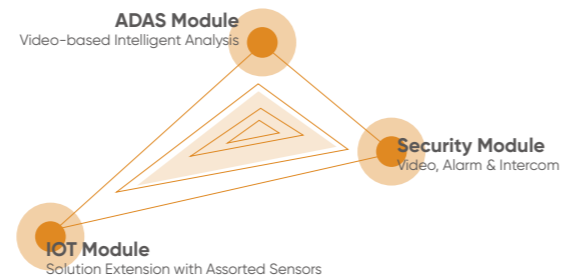 ADAS Module
Video-based Intelligent Analysis
Security Module
Video, Alarm & Intercom
IOT Module
Solution Extension with Assorted Sensors